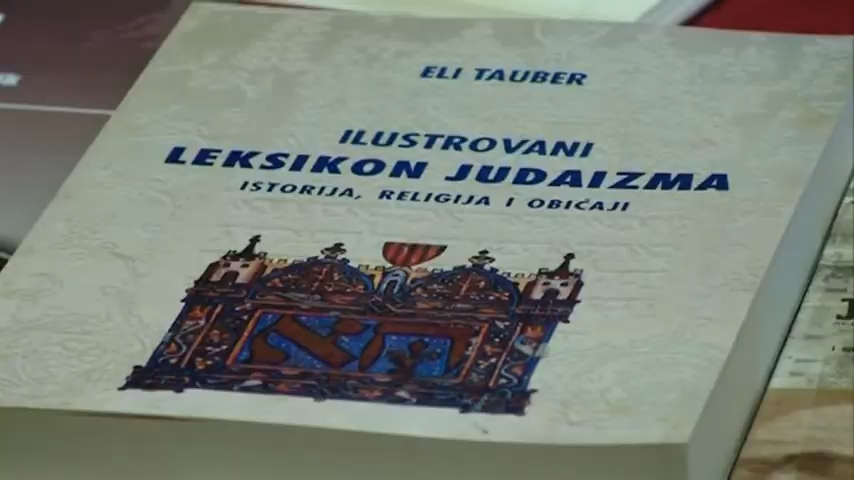 ELI TAUBER
ILUSTROVANI
LEKSIKON JUDAIZMA
ISTORIJA, RELIGIJA I OBIČAJI